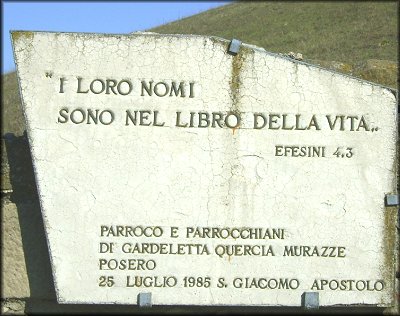 "I LORO NOMI
SONO NEL LIBRO DELLA VITA„
EFESINI 4.3
PARROCO E PARROCCHIANI
DI GARDELETTA QUERCIA MURAZZE
POSERO
25 LUGLIO 1985 S. GIACOMO APOSTOLO